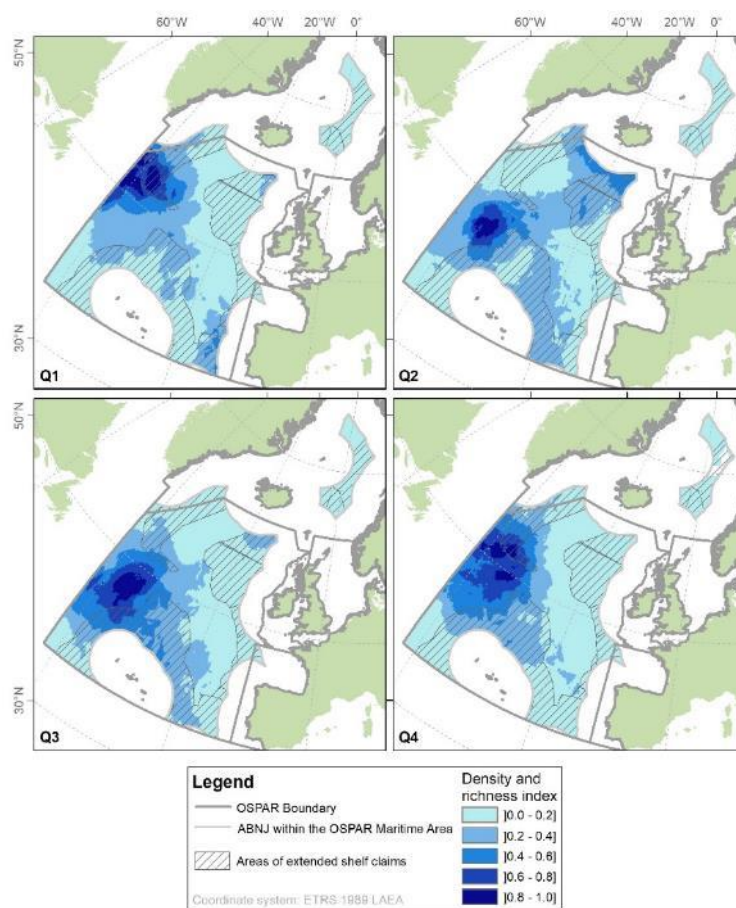 60°W 40°W 20°W 0° 60°W 40°W 20°W 0°
50°N
30°N
Q1 Q2
50°N
30°N
Q3 Q4
Legend
OSPAR Boundary
ABNJ within the OSPAR Maritime Area
Areas of extended shelf claims
Coordinate system: ETRS 1989 LAEA
Density and
richness index
]0.0 - 0.2]
]0.2 - 0.4]
]0.4 - 0.6]
]0.6 - 0.8]
]0.8 - 1.0]